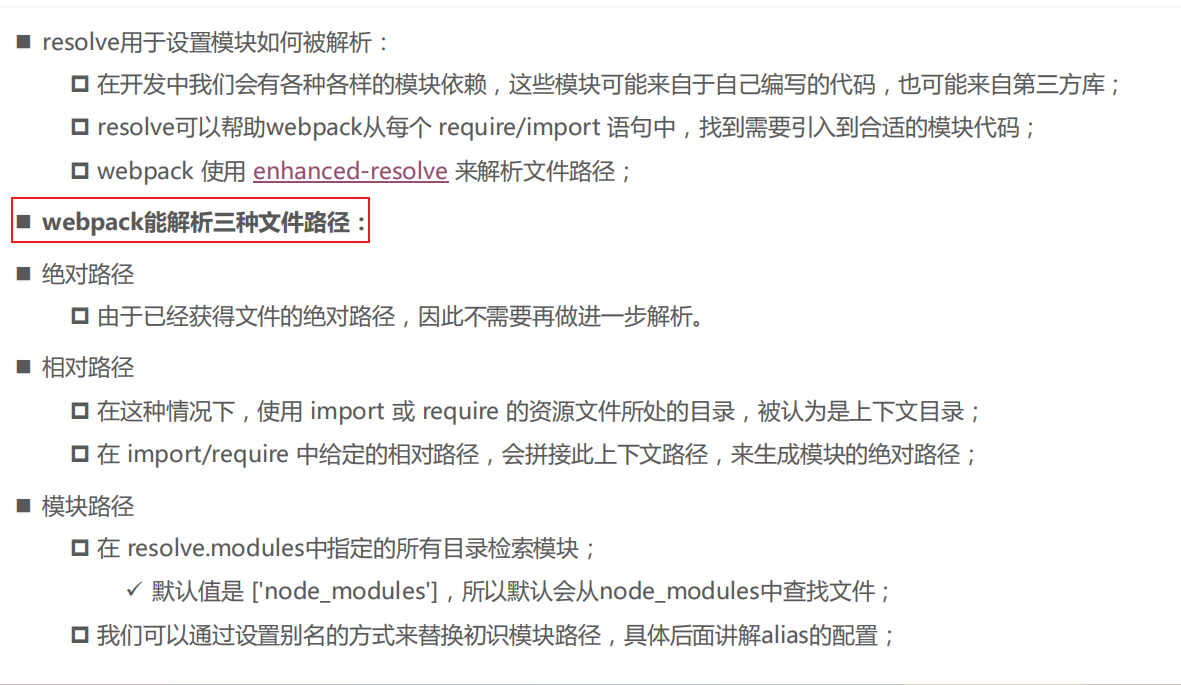 ■ resolve用于设置模块如何被解析：
在开发中我们会有各种各样的模块依赖，这些模块可能来自于自己编写的代码，也可能来自第三方库；
resolve可以帮助webpack从每个 require/import 语句中，找到需要引入到合适的模块代码；
webpack 使用 enhanced-resolve 来解析文件路径；
■ webpack能解析三种文件路径：
■ 绝对路径
由于已经获得文件的绝对路径，因此不需要再做进一步解析。
■ 相对路径
在这种情况下，使用 import 或 require 的资源文件所处的目录，被认为是上下文目录；
在 import/require 中给定的相对路径，会拼接此上下文路径，来生成模块的绝对路径；
■ 模块路径
在 resolve.modules中指定的所有目录检索模块；
✓ 默认值是 ['node_modules']，所以默认会从node_modules中查找文件；
我们可以通过设置别名的方式来替换初识模块路径，具体后面讲解alias的配置；